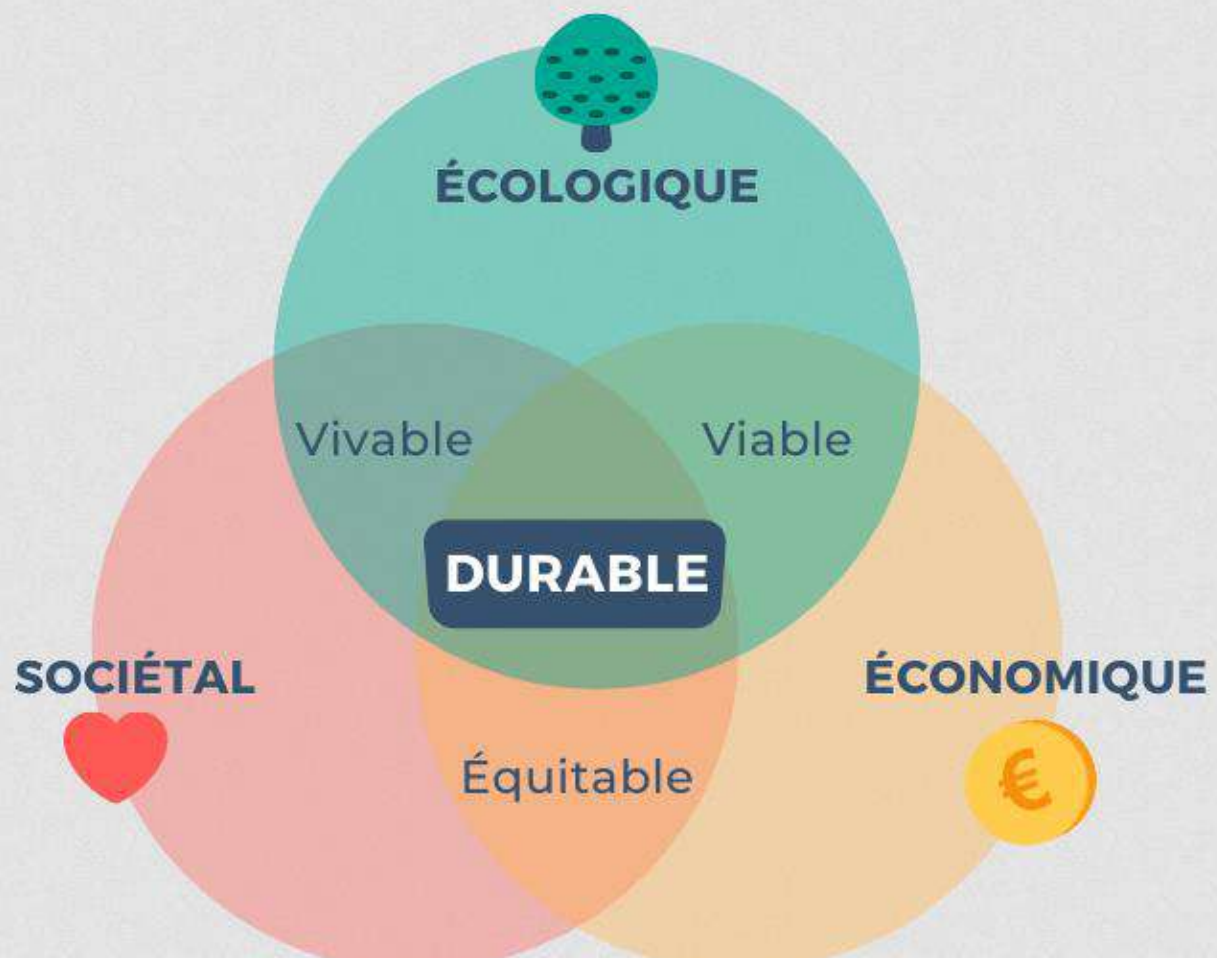 ÉCOLOGIQUE
Vivable
Viable
DURABLE
SOCIÉTAL
ÉCONOMIQUE
Équitable
€